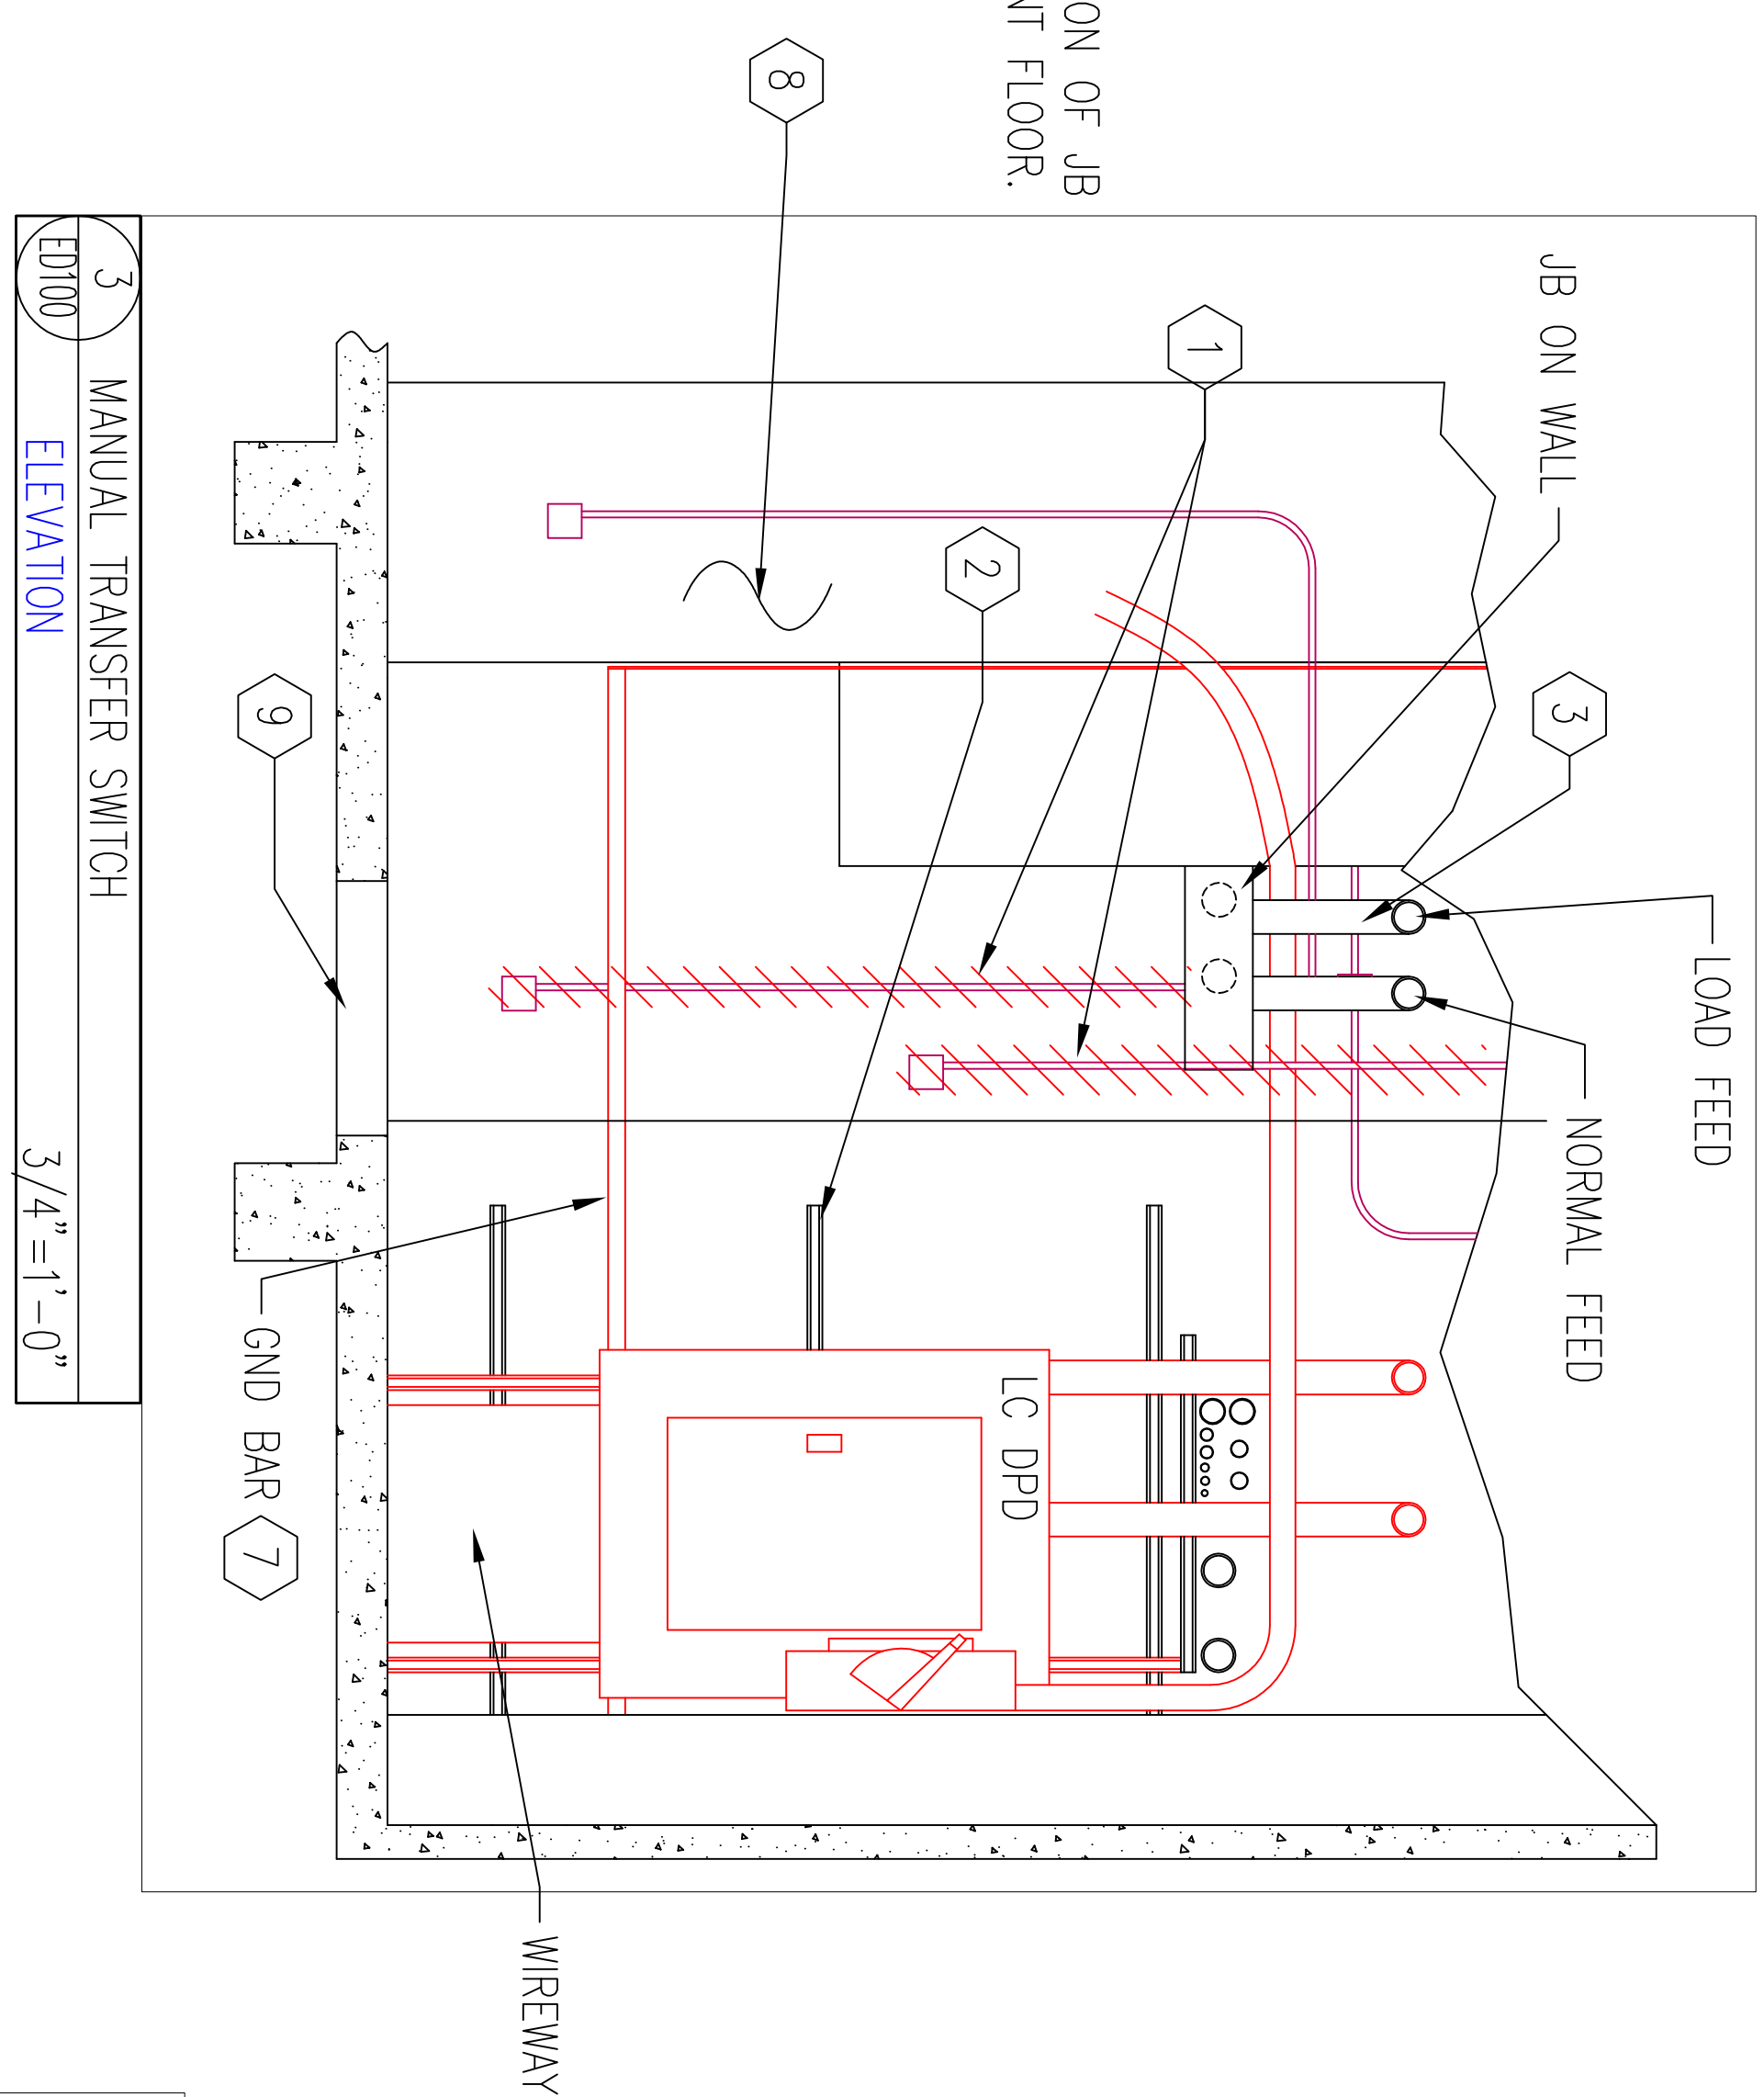 ON OF JB
NT FLOOR.
8
JB ON WALL
1
2
3
LOAD FEED
NORMAL FEED
9
LC DPD
GND BAR 7
WIREWAY
3
ED100
MANUAL TRANSFER SWITCH
ELEVATION
3/4"=1'-0"